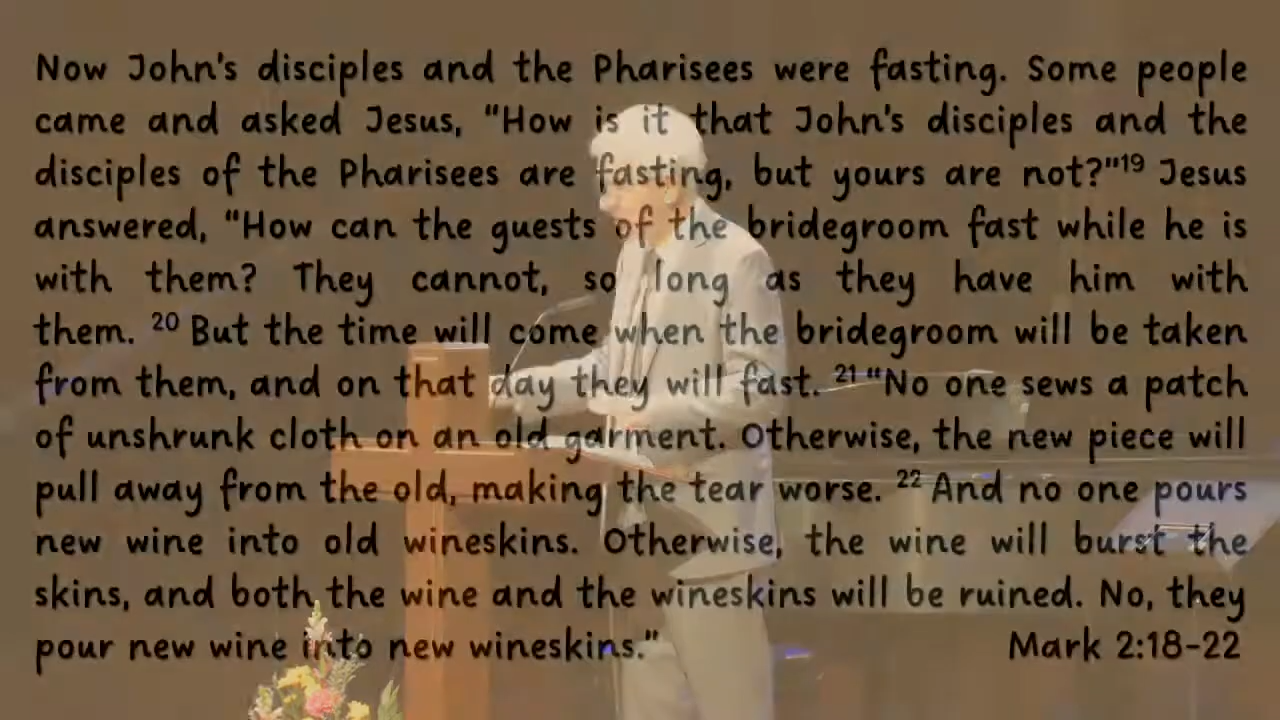 Now John's disciples and the Pharisees were fasting. Some people
came and asked Jesus, “How is it that John's disciples and the
disciples of the Pharisees are fasting, but yours are not?”¹⁹ Jesus
answered, “How can the guests of the bridegroom fast while he is
with them? They cannot, so long as they have him with
them. ²⁰ But the time will come when the bridegroom will be taken
from them, and on that day they will fast. ²¹ “No one sews a patch
of unshrunk cloth on an old garment. Otherwise, the new piece will
pull away from the old, making the tear worse. ²² And no one pours
new wine into old wineskins. Otherwise, the wine will burst the
skins, and both the wine and the wineskins will be ruined. No, they
pour new wine into new wineskins.” Mark 2:18-22